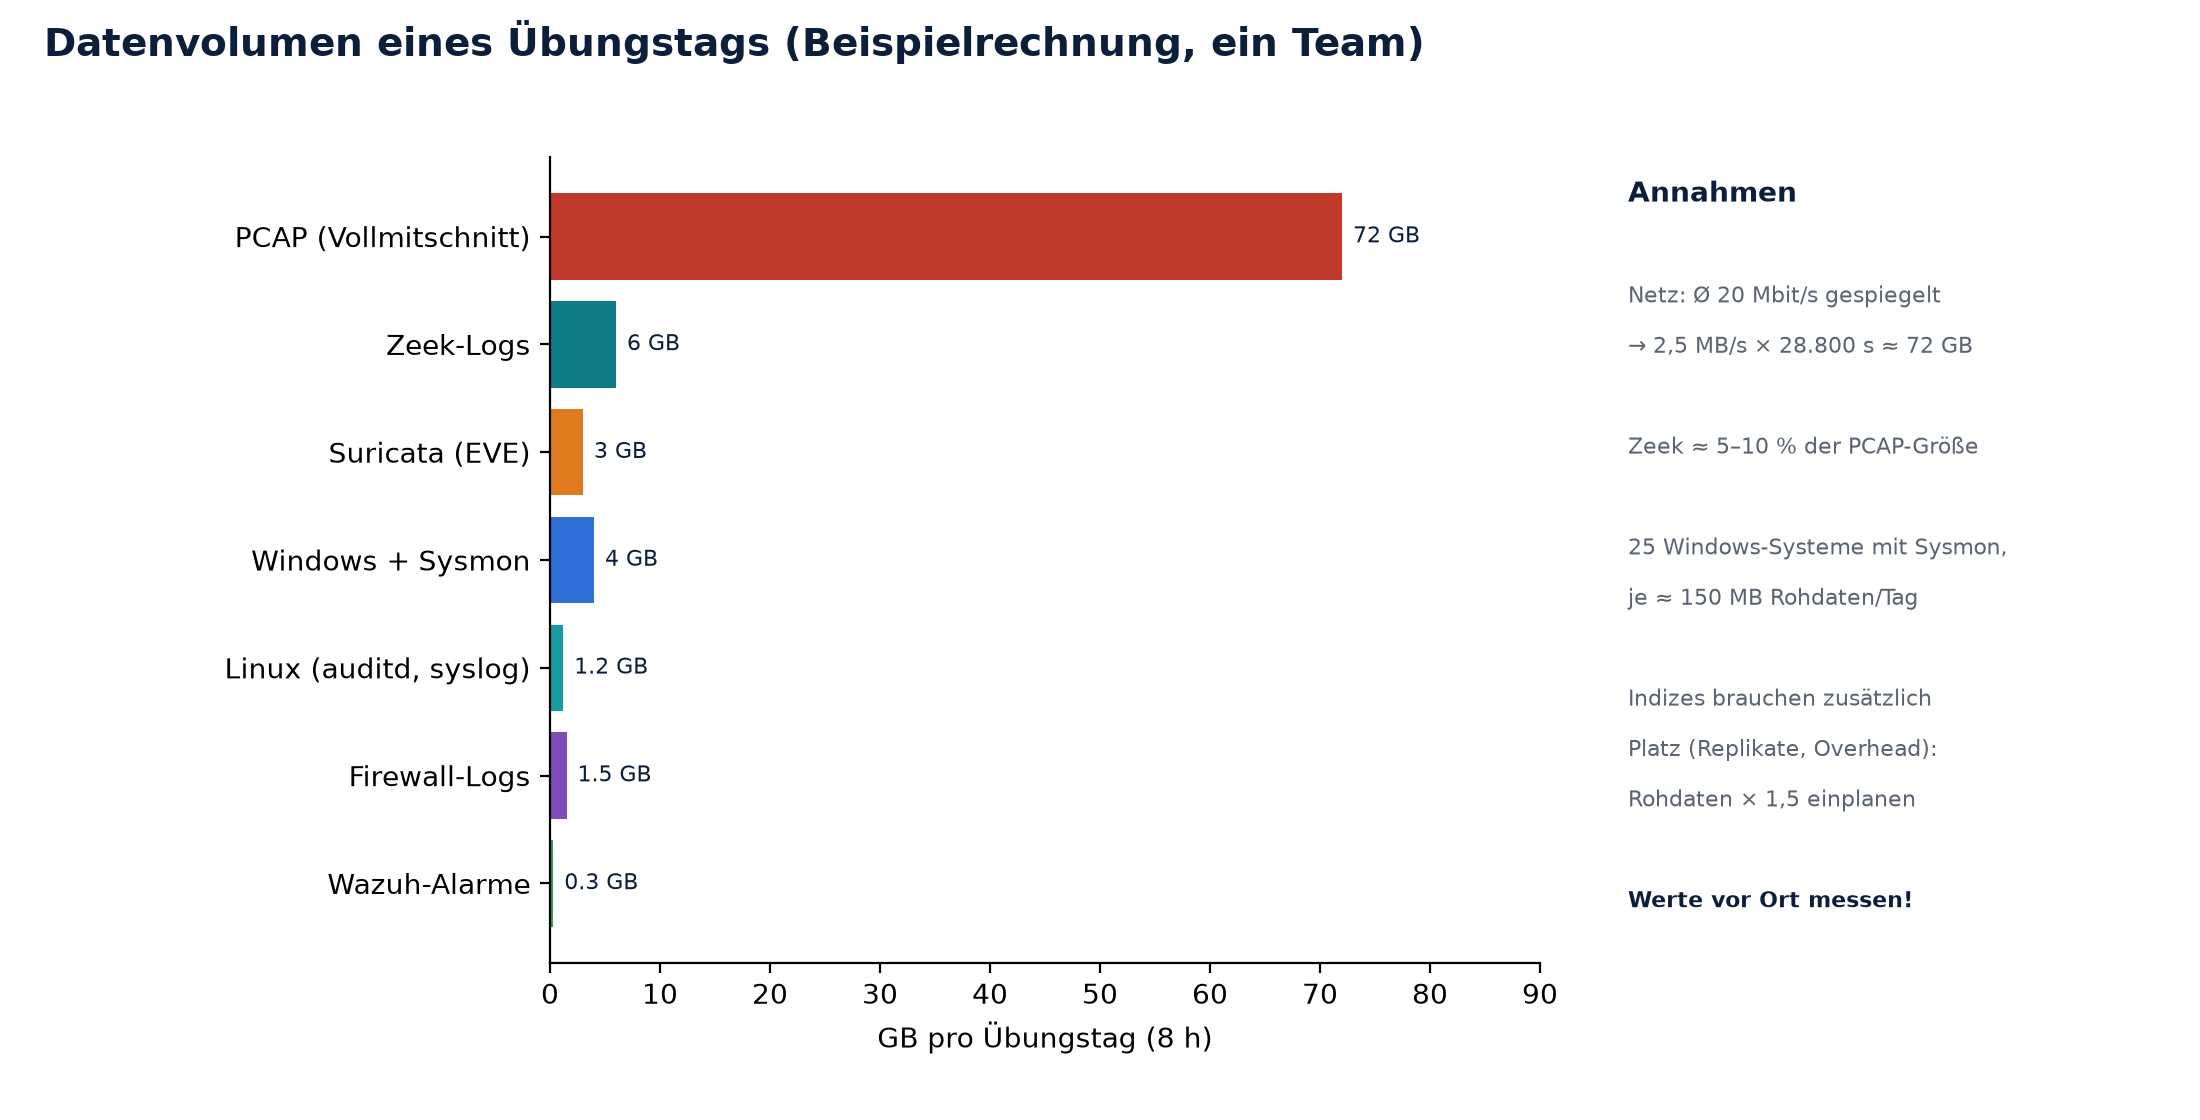 Datenvolumen eines Übungstags (Beispielrechnung, ein Team)
PCAP (Vollmitschnitt)
72 GB
Zeek-Logs
6 GB
Suricata (EVE)
3 GB
Windows + Sysmon
4 GB
Linux (auditd, syslog)
1.2 GB
Firewall-Logs
1.5 GB
Wazuh-Alarme
0.3 GB
0 10 20 30 40 50 60 70 80 90
GB pro Übungstag (8 h)
Annahmen
Netz: Ø 20 Mbit/s gespiegelt
→ 2,5 MB/s × 28.800 s ≈ 72 GB
Zeek ≈ 5–10 % der PCAP-Größe
25 Windows-Systeme mit Sysmon,
je ≈ 150 MB Rohdaten/Tag
Indizes brauchen zusätzlich
Platz (Replikate, Overhead):
Rohdaten × 1,5 einplanen
Werte vor Ort messen!